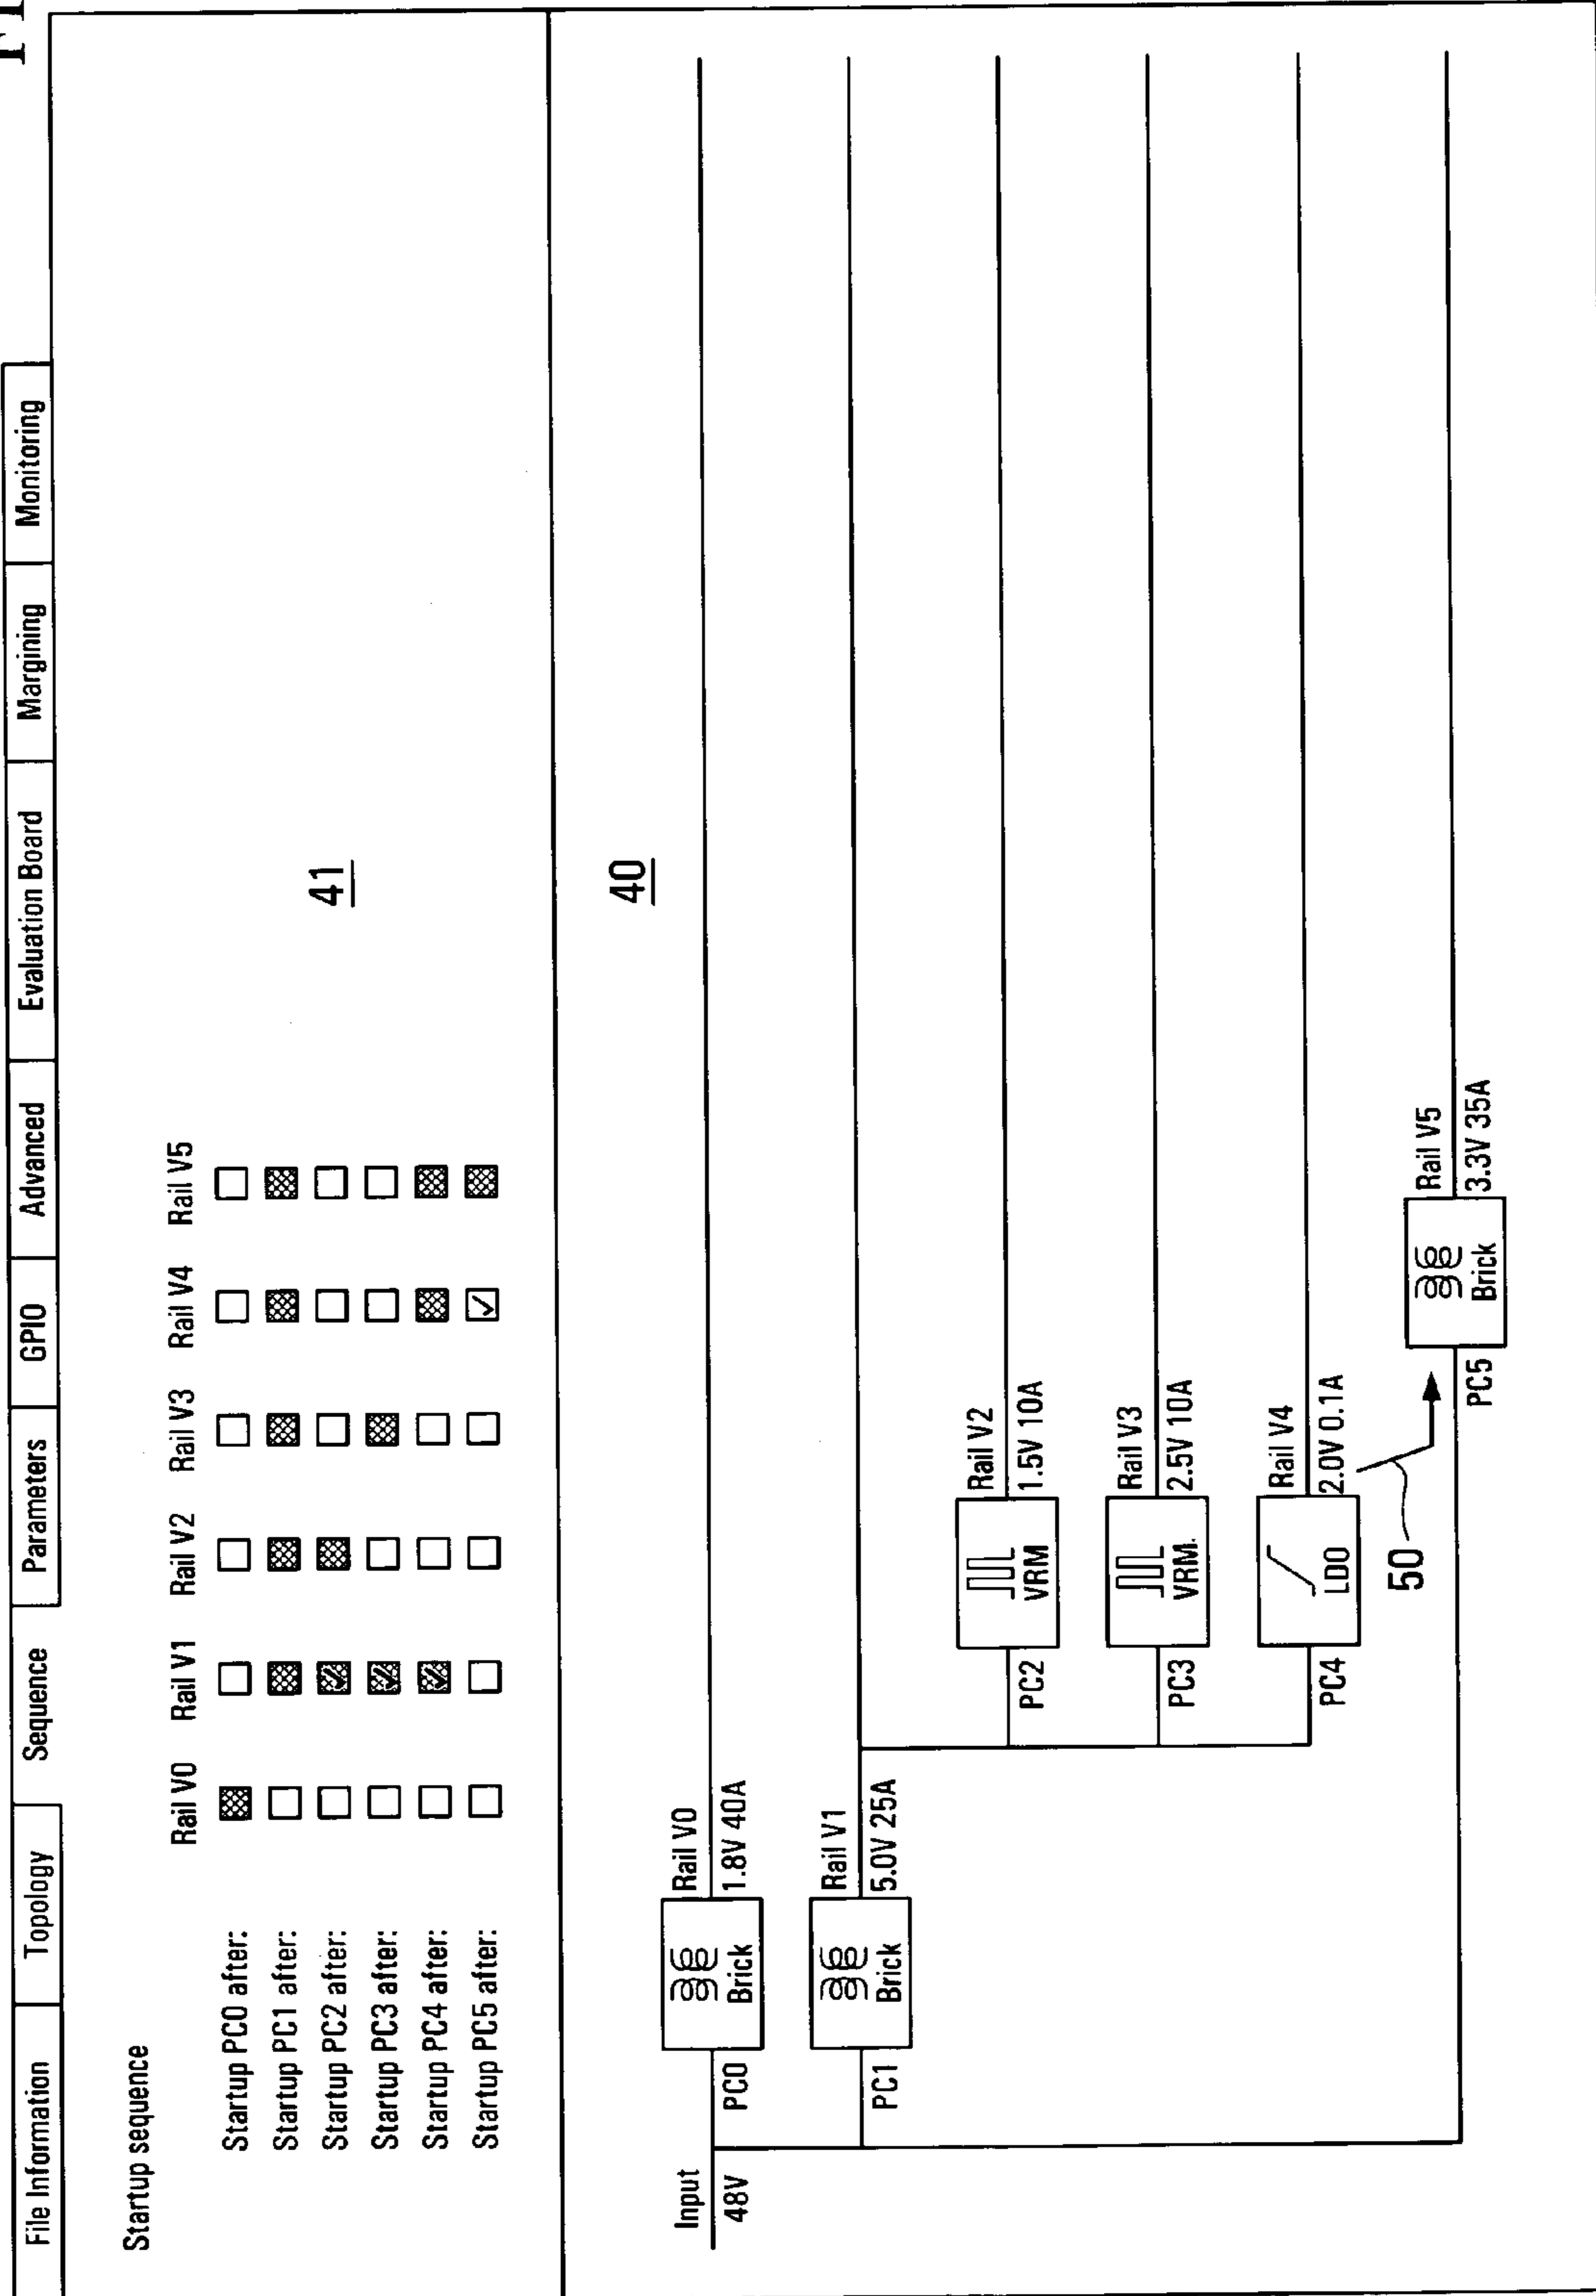 File Information
Topology
Sequence
Parameters
GPIO
Advanced
Evaluation Board
Margining
Monitoring
Startup sequence
Rail V0
Rail V1
Rail V2
Rail V3
Rail V4
Rail V5
Startup PC0 after:
Startup PC1 after:
Startup PC2 after:
Startup PC3 after:
Startup PC4 after:
Startup PC5 after:
41
40
Input
48V
PC0
Brick
Rail V0
1.8V 40A
PC1
Brick
Rail V1
5.0V 25A
PC2
VRM
Rail V2
1.5V 10A
PC3
VRM
Rail V3
2.5V 10A
PC4
LDO
Rail V4
2.0V 0.1A
50
PC5
Brick
Rail V5
3.3V 35A